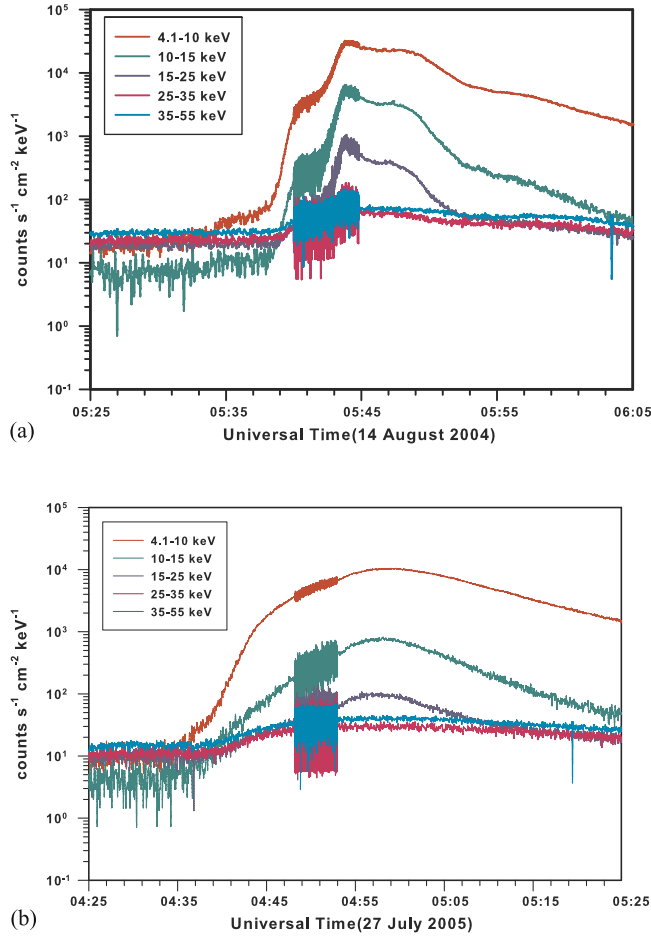 10⁵
10⁴
10³
10²
10¹
10⁰
10⁻¹
counts s⁻¹ cm⁻² keV⁻¹
4.1-10 keV
10-15 keV
15-25 keV
25-35 keV
35-55 keV
05:25 05:35 05:45 05:55 06:05
Universal Time(14 August 2004)
(a)
10⁵
10⁴
10³
10²
10¹
10⁰
10⁻¹
counts s⁻¹ cm⁻² keV⁻¹
4.1-10 keV
10-15 keV
15-25 keV
25-35 keV
35-55 keV
04:25 04:35 04:45 04:55 05:05 05:15 05:25
Universal Time(27 July 2005)
(b)